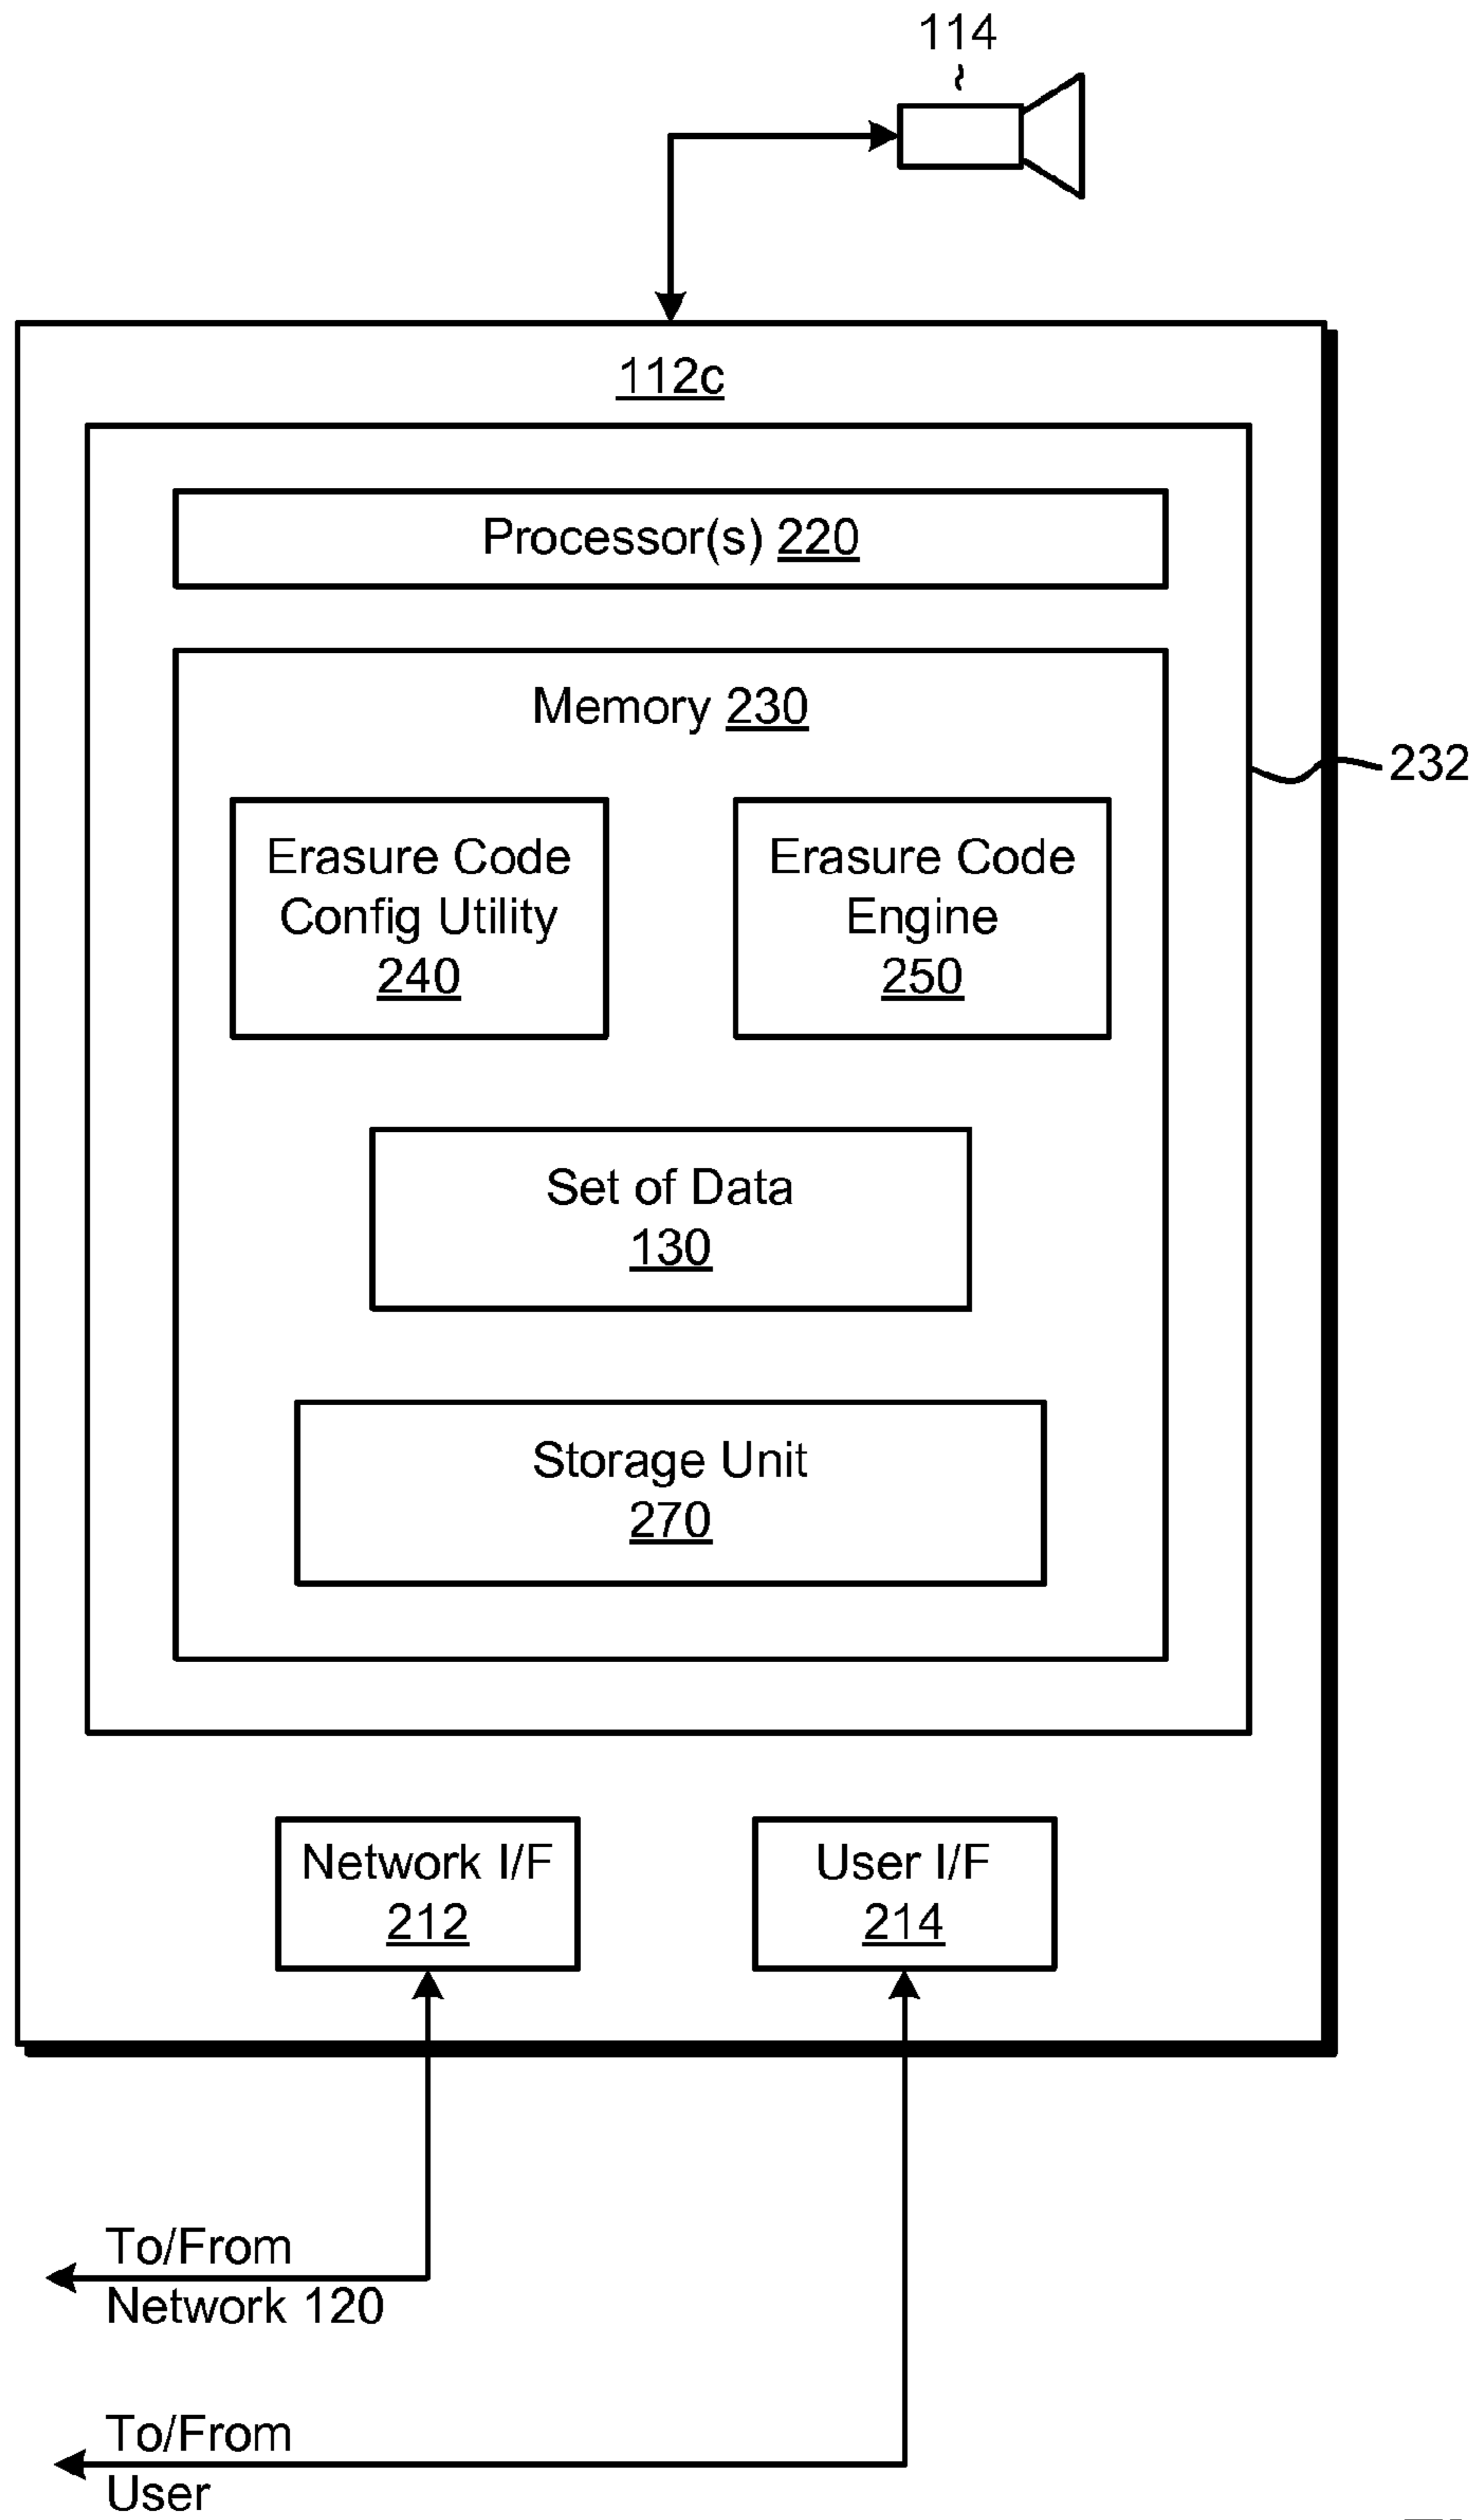 114
112c
Processor(s) 220
Memory 230
232
Erasure Code
Config Utility
240
Erasure Code
Engine
250
Set of Data
130
Storage Unit
270
Network I/F
212
User I/F
214
To/From
Network 120
To/From
User